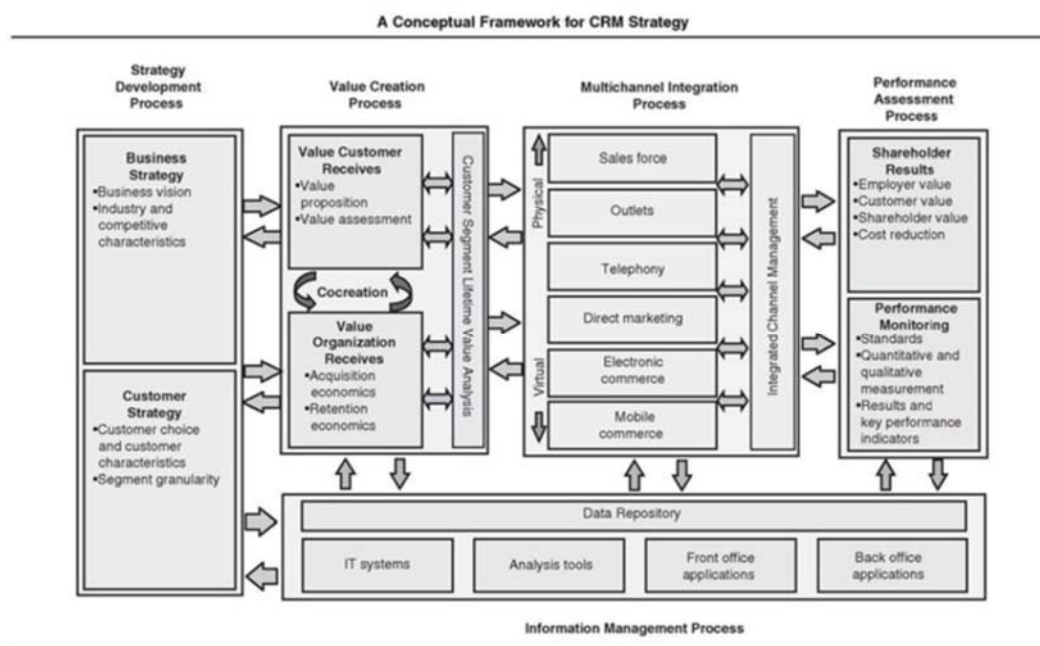 A Conceptual Framework for CRM Strategy
Strategy
Development
Process
Business
Strategy
•Business vision
•Industry and
competitive
characteristics
Customer
Strategy
•Customer choice
and customer
characteristics
•Segment granularity
Value Creation
Process
Value Customer
Receives
•Value
proposition
•Value assessment
Cocreation
Value
Organization
Receives
•Acquisition
economics
•Retention
economics
Customer Segment Lifetime Value Analysis
Multichannel Integration
Process
Physical
Virtual
Sales force
Outlets
Telephony
Direct marketing
Electronic
commerce
Mobile
commerce
Integrated Channel Management
Performance
Assessment
Process
Shareholder
Results
•Employer value
•Customer value
•Shareholder value
•Cost reduction
Performance
Monitoring
•Standards
•Quantitative and
qualitative
measurement
•Results and
key performance
indicators
Data Repository
IT systems
Analysis tools
Front office
applications
Back office
applications
Information Management Process